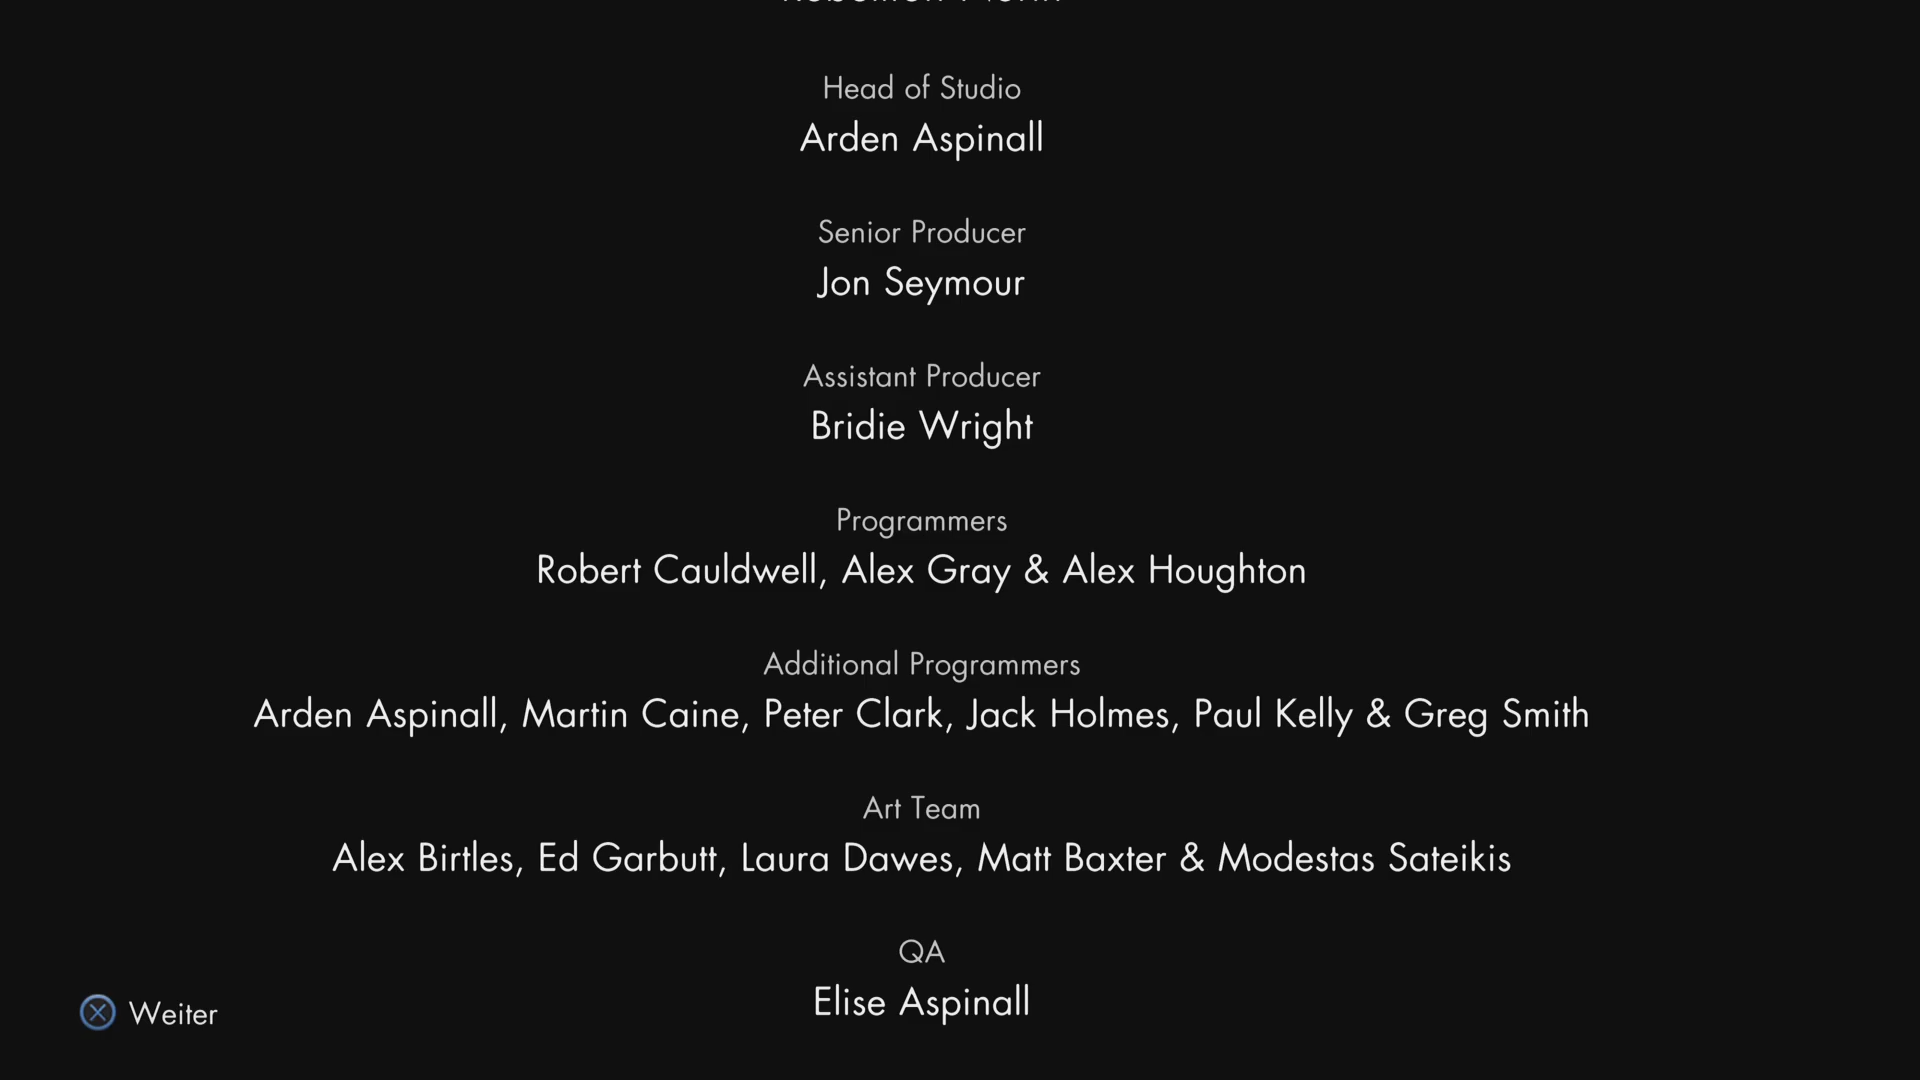 Head of Studio
Arden Aspinall
Senior Producer
Jon Seymour
Assistant Producer
Bridie Wright
Programmers
Robert Cauldwell, Alex Gray & Alex Houghton
Additional Programmers
Arden Aspinall, Martin Caine, Peter Clark, Jack Holmes, Paul Kelly & Greg Smith
Art Team
Alex Birtles, Ed Garbutt, Laura Dawes, Matt Baxter & Modestas Sateikis
QA
Elise Aspinall
Weiter